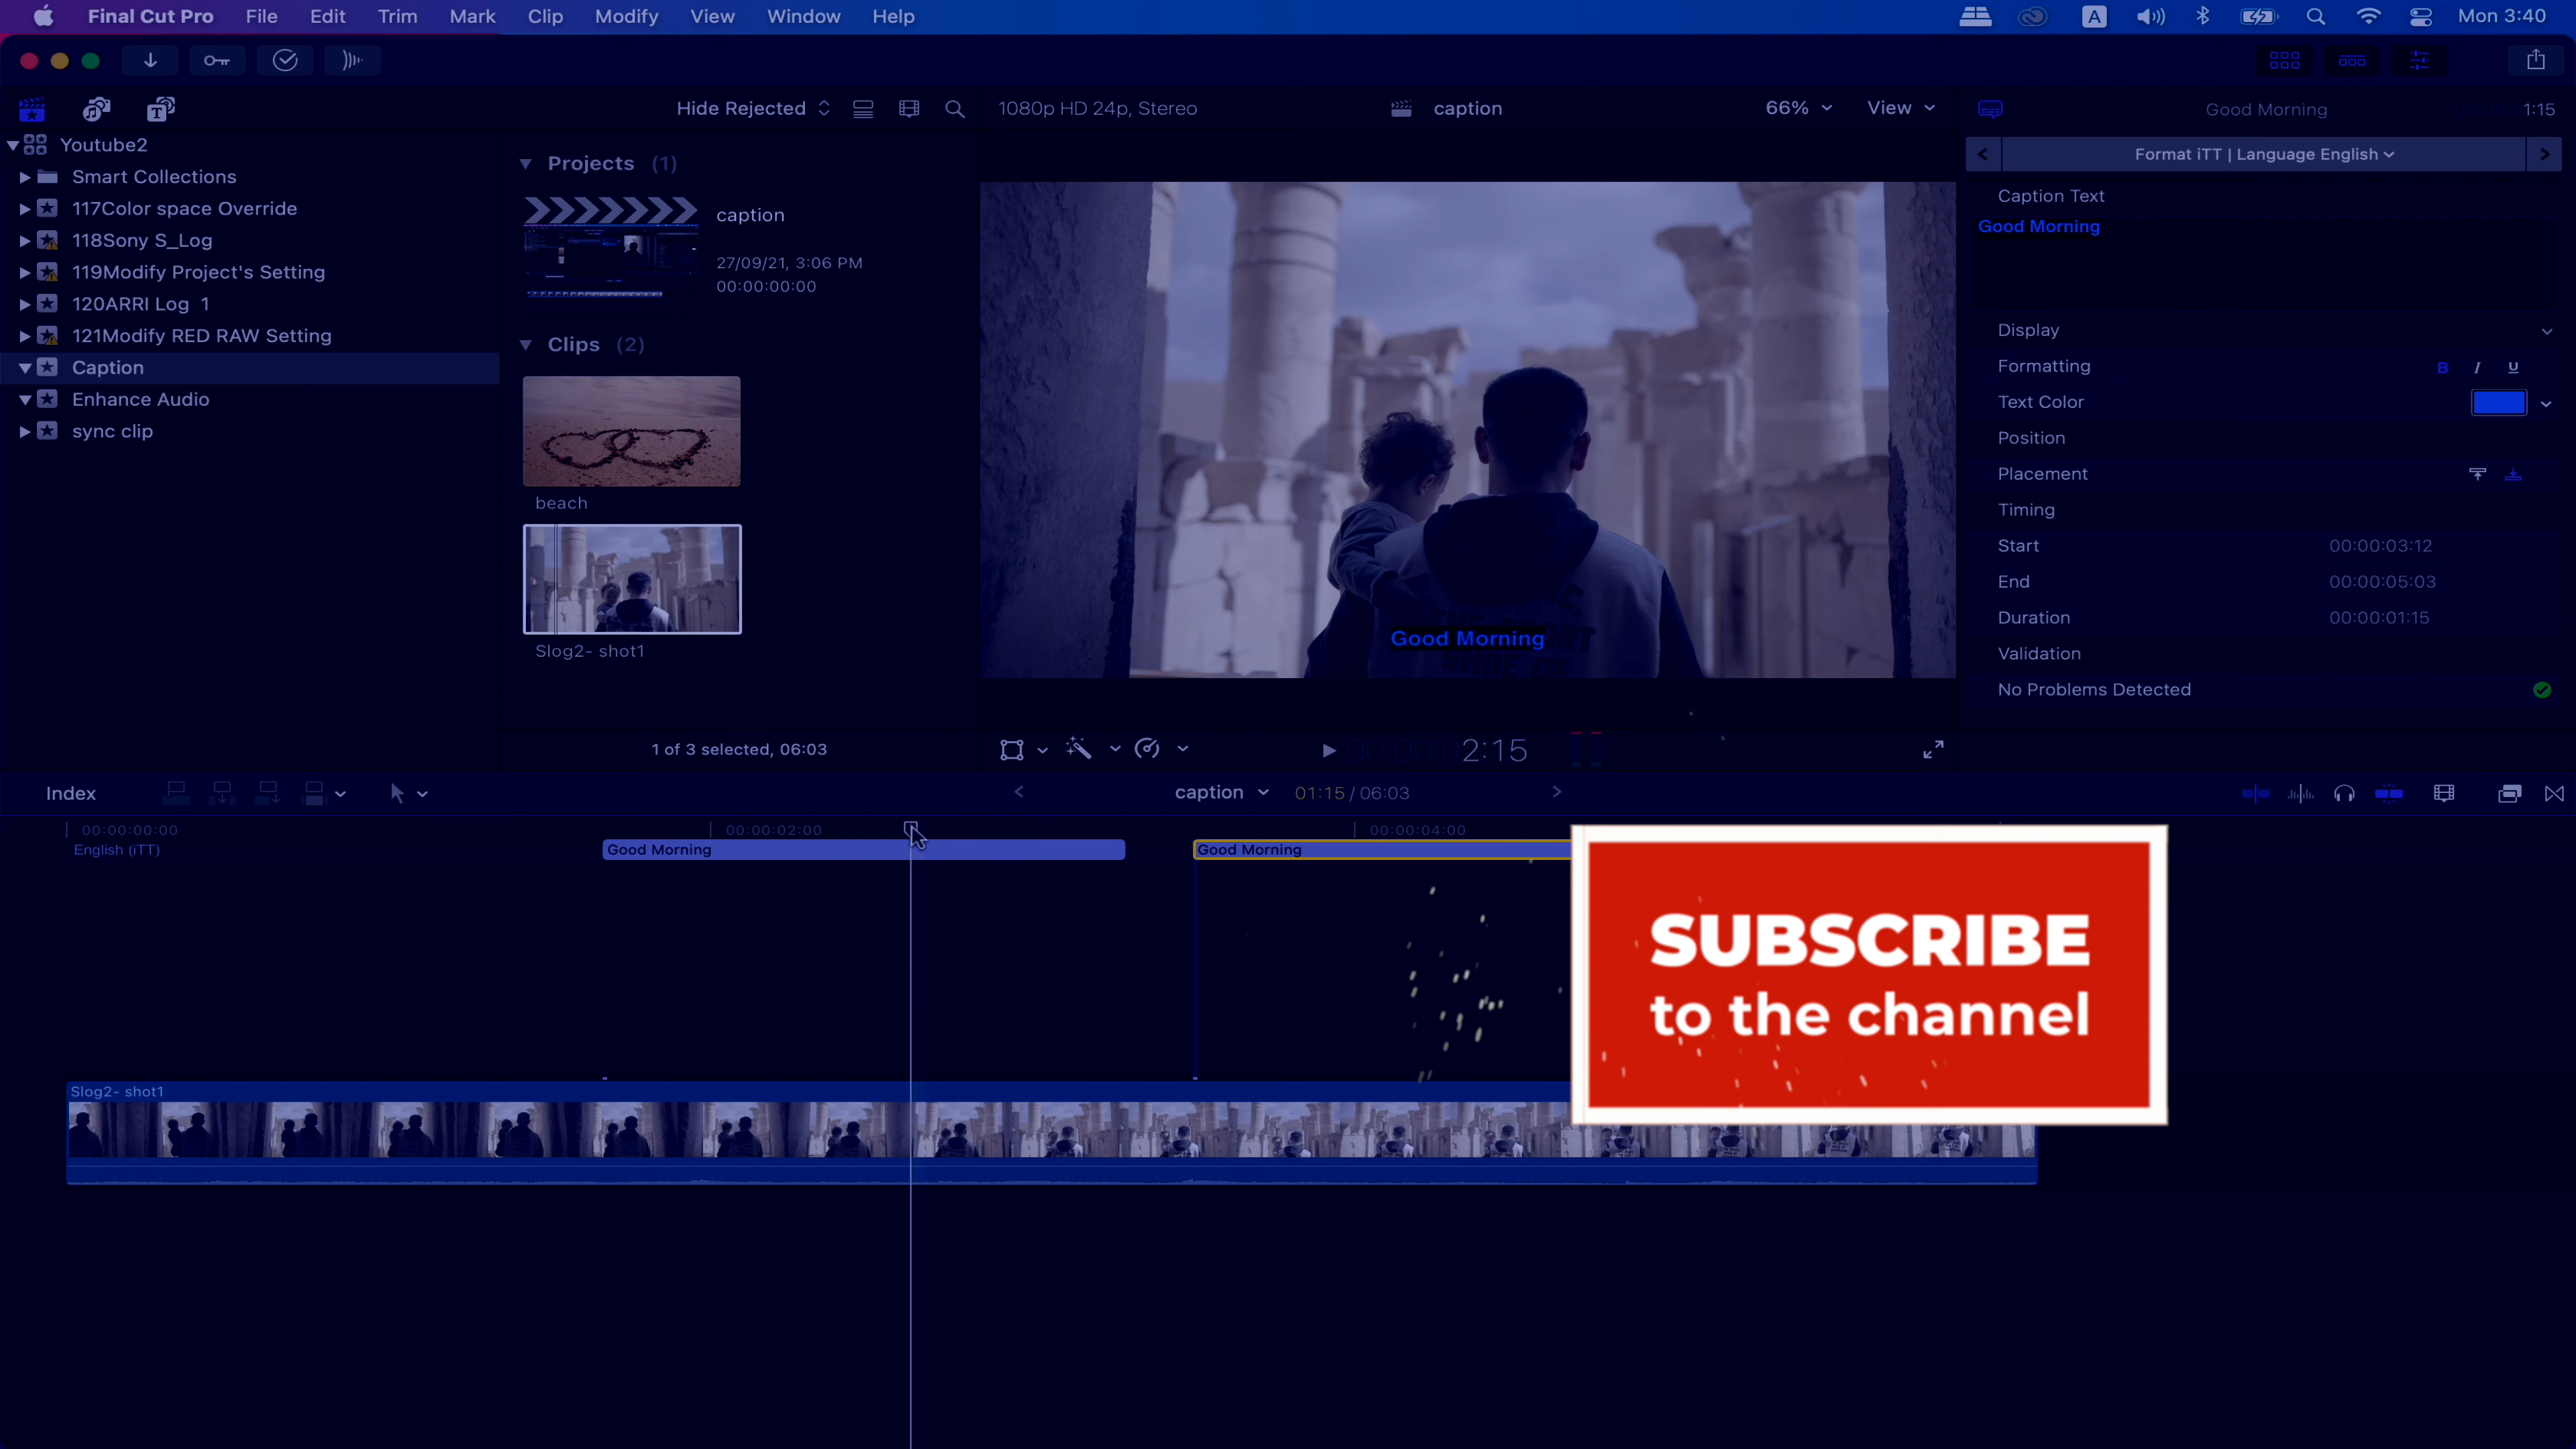 Final Cut Pro File Edit Trim Mark Clip Modify View Window Help
A Mon 3:40
Hide Rejected
1080p HD 24p, Stereo
caption
66%
View
Good Morning
1:15
Youtube2
Smart Collections
117Color space Override
118Sony S_Log
119Modify Project's Setting
120ARRI Log 1
121Modify RED RAW Setting
Caption
Enhance Audio
sync clip
Projects (1)
caption
27/09/21, 3:06 PM
00:00:00:00
Clips (2)
beach
Slog2- shot1
1 of 3 selected, 06:03
Good Morning
00:00:02:15
Format iTT | Language English
Caption Text
Good Morning
Display
Formatting B I U
Text Color
Position
Placement
Timing
Start 00:00:03:12
End 00:00:05:03
Duration 00:00:01:15
Validation
No Problems Detected
Index
caption
01:15 / 06:03
00:00:00:00
00:00:02:00
00:00:04:00
English (iTT)
Good Morning
Good Morning
SUBSCRIBE
to the channel
Slog2- shot1